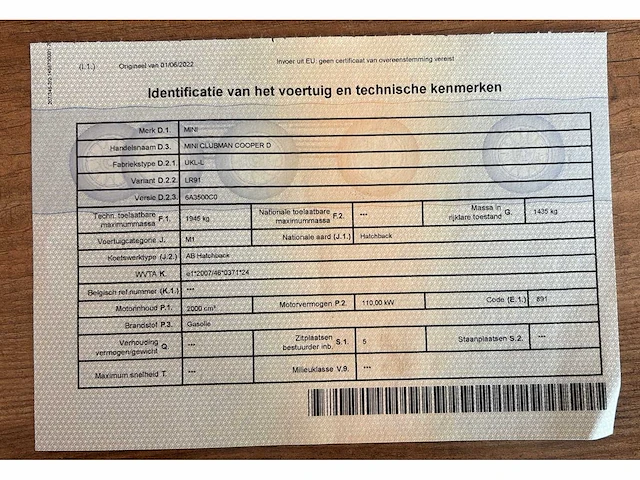 (I.1.) Origineel van 01/06/2022 Invoer uit EU: geen certificaat van overeenstemming vereist
Identificatie van het voertuig en technische kenmerken
Merk D.1. MINI
Handelsnaam D.3. MINI CLUBMAN COOPER D
Fabriekstype D.2.1. UKL-L
Variant D.2.2. LR91
Versie D.2.3. 6A3500C0
Techn. toelaatbare maximummassa F.1. 1945 kg Nationale toelaatbare maximummassa F.2. *** Massa in rijklare toestand G. 1435 kg
Voertuigcategorie J. M1 Nationale aard (J.1.) Hatchback
Koetswerktype (J.2.) AB Hatchback
WVTA K. e1*2007/46*0371*24
Belgisch ref.nummer (K.1.) ***
Motorinhoud P.1. 2000 cm³ Motorvermogen P.2. 110,00 kW Code (E.1.) 891
Brandstof P.3. Gasolie
Verhouding vermogen/gewicht Q *** Zitplaatsen bestuurder inb. S.1. 5 Staanplaatsen S.2. ***
Maximum snelheid T. *** Milieuklasse V.9. ***